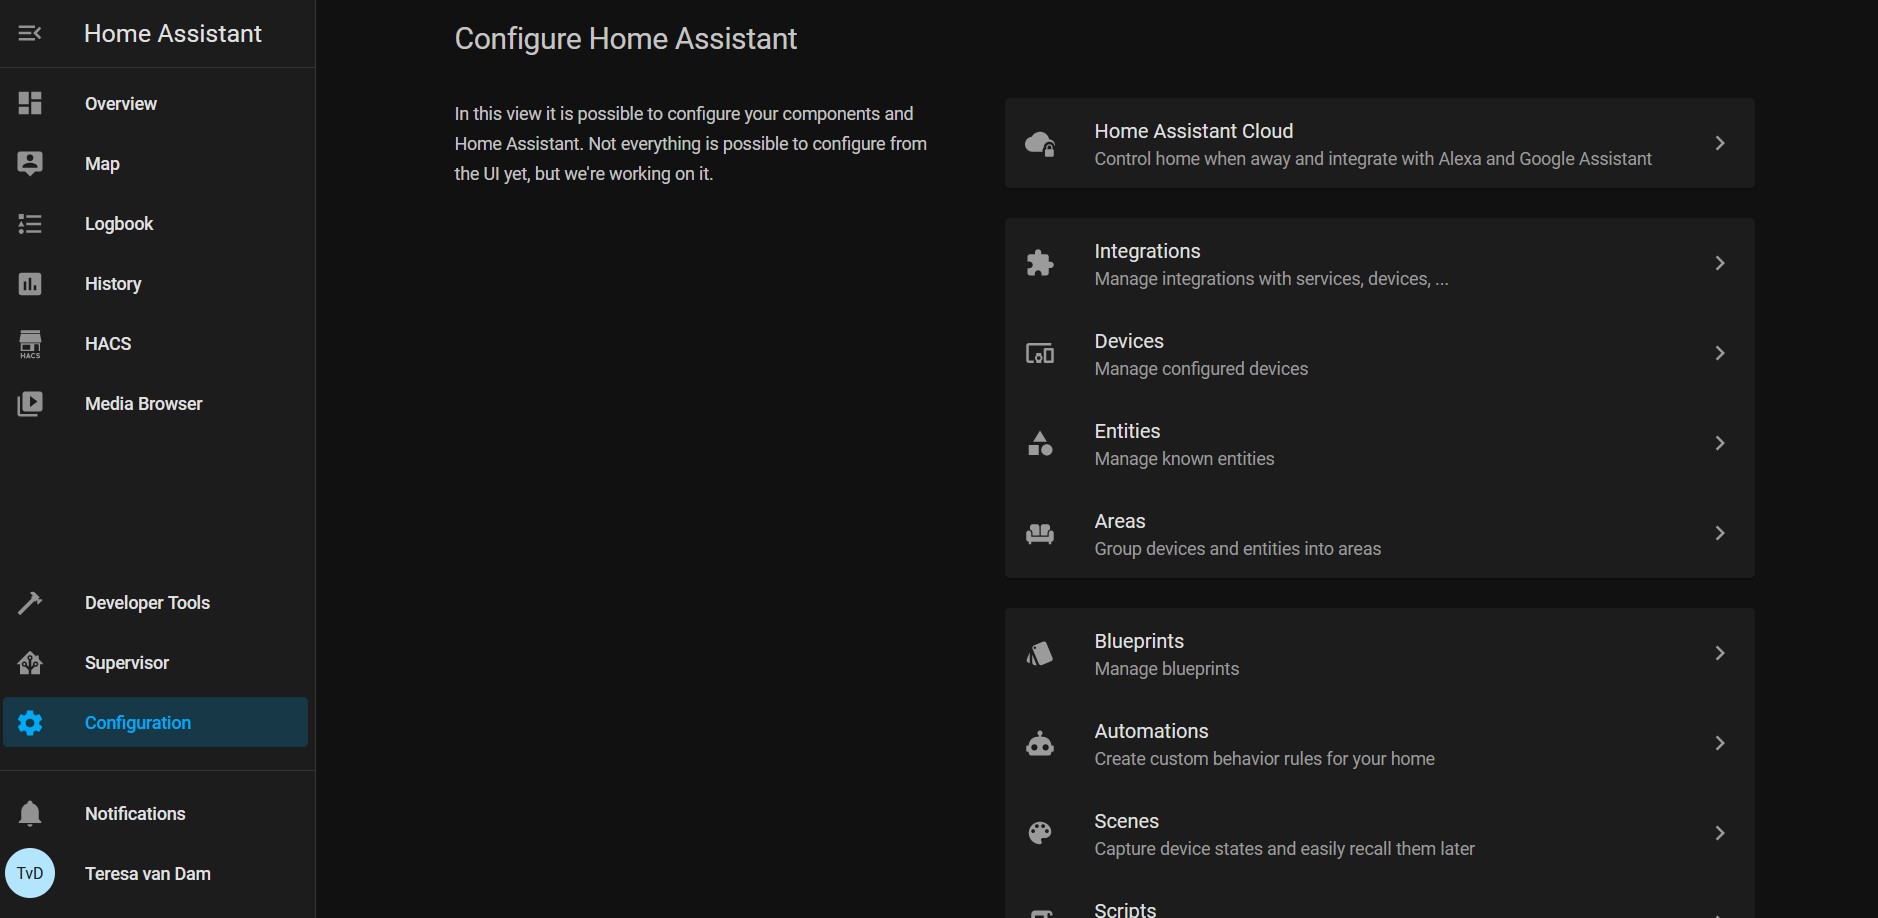 Home Assistant
Overview
Map
Logbook
History
HACS
HACS
Media Browser
Developer Tools
Supervisor
Configuration
Notifications
TvD
Teresa van Dam
Configure Home Assistant
In this view it is possible to configure your components and
Home Assistant. Not everything is possible to configure from
the UI yet, but we're working on it.
Home Assistant Cloud
Control home when away and integrate with Alexa and Google Assistant
Integrations
Manage integrations with services, devices, ...
Devices
Manage configured devices
Entities
Manage known entities
Areas
Group devices and entities into areas
Blueprints
Manage blueprints
Automations
Create custom behavior rules for your home
Scenes
Capture device states and easily recall them later
Scripts